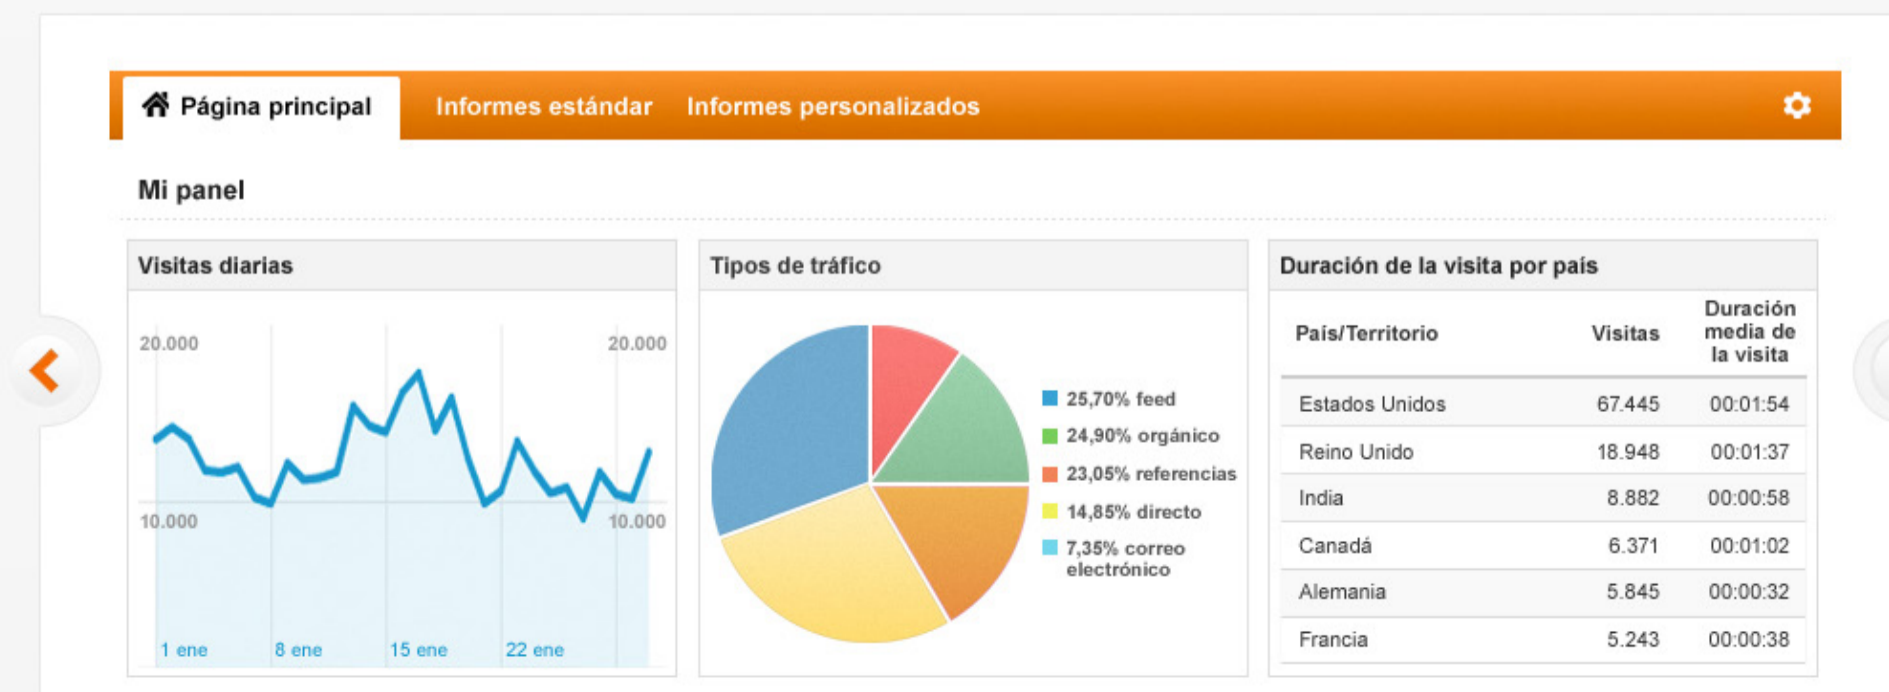 Página principal
Informes estándar
Informes personalizados
Mi panel
Visitas diarias
20.000
20.000
10.000
10.000
1 ene
8 ene
15 ene
22 ene
Tipos de tráfico
25,70% feed
24,90% orgánico
23,05% referencias
14,85% directo
7,35% correo
electrónico
Duración de la visita por país
País/Territorio Visitas Duración
media de
la visita
Estados Unidos 67.445 00:01:54
Reino Unido 18.948 00:01:37
India 8.882 00:00:58
Canadá 6.371 00:01:02
Alemania 5.845 00:00:32
Francia 5.243 00:00:38